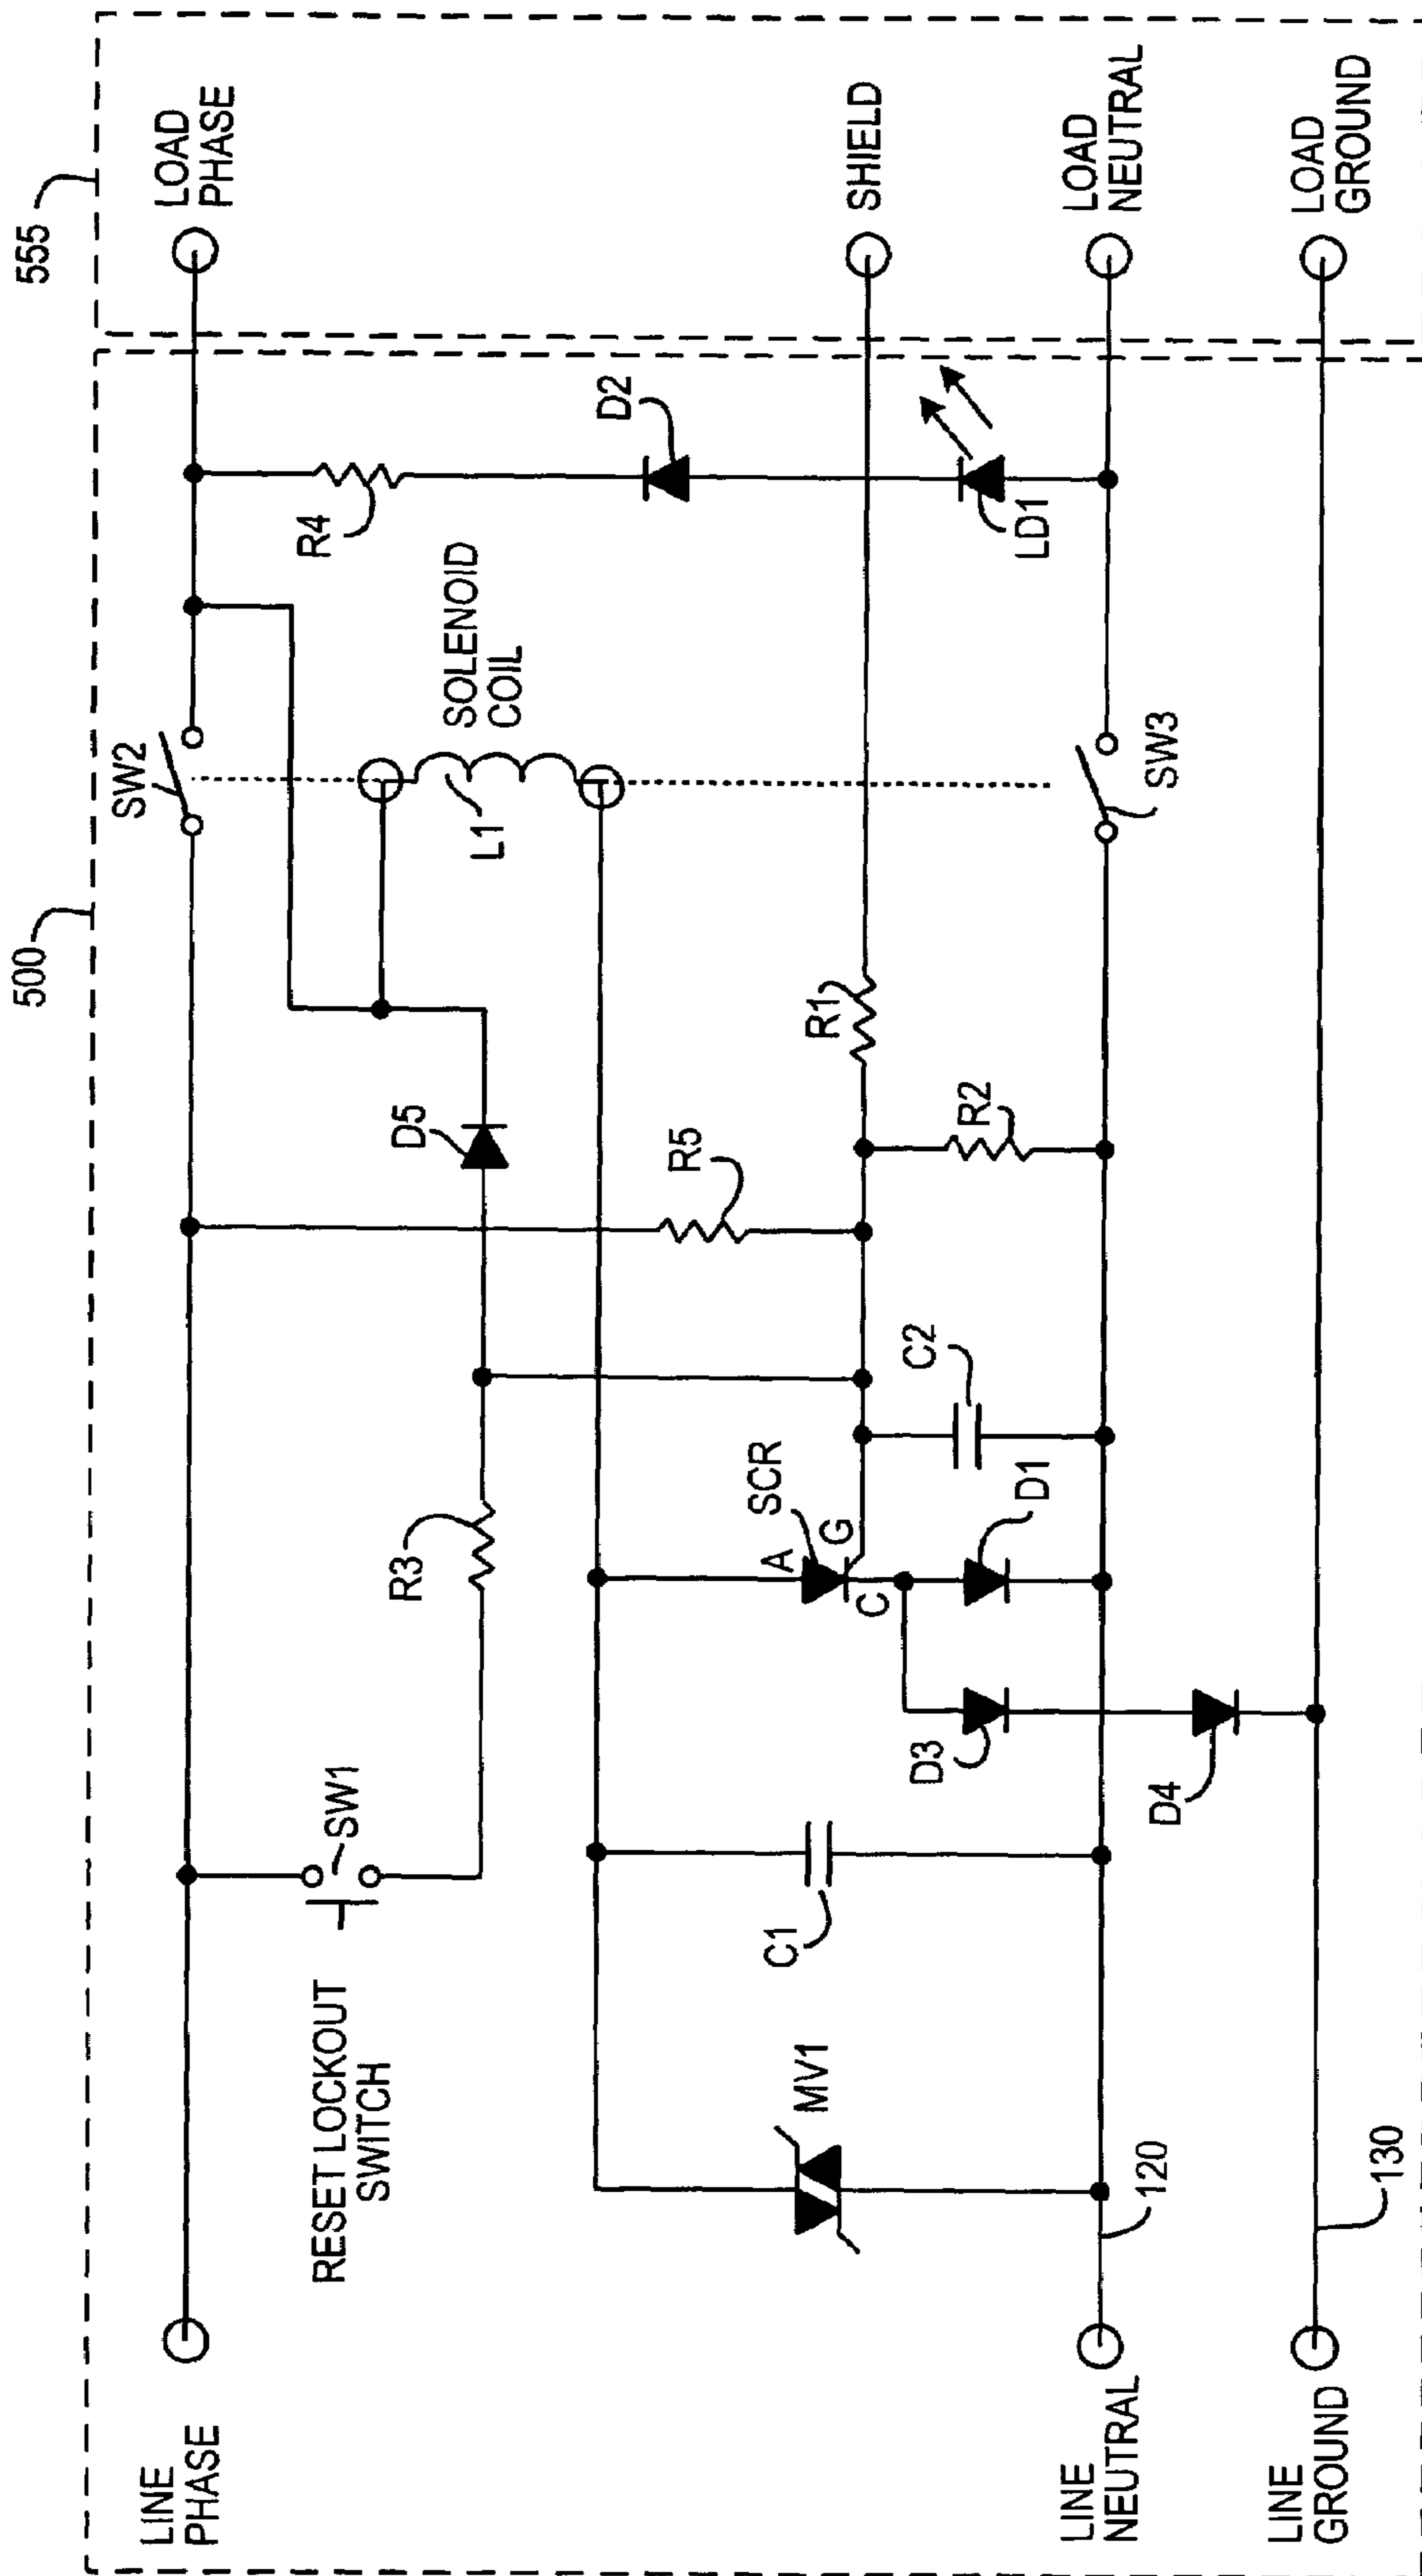 500
555
LINE
PHASE
SW2
LOAD
PHASE
RESET LOCKOUT
SWITCH
SW1
R3
D5
L1
SOLENOID
COIL
R4
D2
R5
MV1
C1
SCR
A
G
C
C2
R2
R1
SHIELD
D3
D1
LD1
LINE
NEUTRAL
120
SW3
LOAD
NEUTRAL
D4
LINE
GROUND
130
LOAD
GROUND